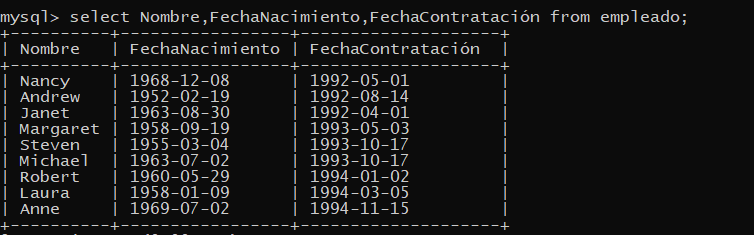 mysql> select Nombre,FechaNacimiento,FechaContratación from empleado;
+----------+-----------------+--------------------+
| Nombre   | FechaNacimiento | FechaContratación  |
+----------+-----------------+--------------------+
| Nancy    | 1968-12-08      | 1992-05-01         |
| Andrew   | 1952-02-19      | 1992-08-14         |
| Janet    | 1963-08-30      | 1992-04-01         |
| Margaret | 1958-09-19      | 1993-05-03         |
| Steven   | 1955-03-04      | 1993-10-17         |
| Michael  | 1963-07-02      | 1993-10-17         |
| Robert   | 1960-05-29      | 1994-01-02         |
| Laura    | 1958-01-09      | 1994-03-05         |
| Anne     | 1969-07-02      | 1994-11-15         |
+----------+-----------------+--------------------+